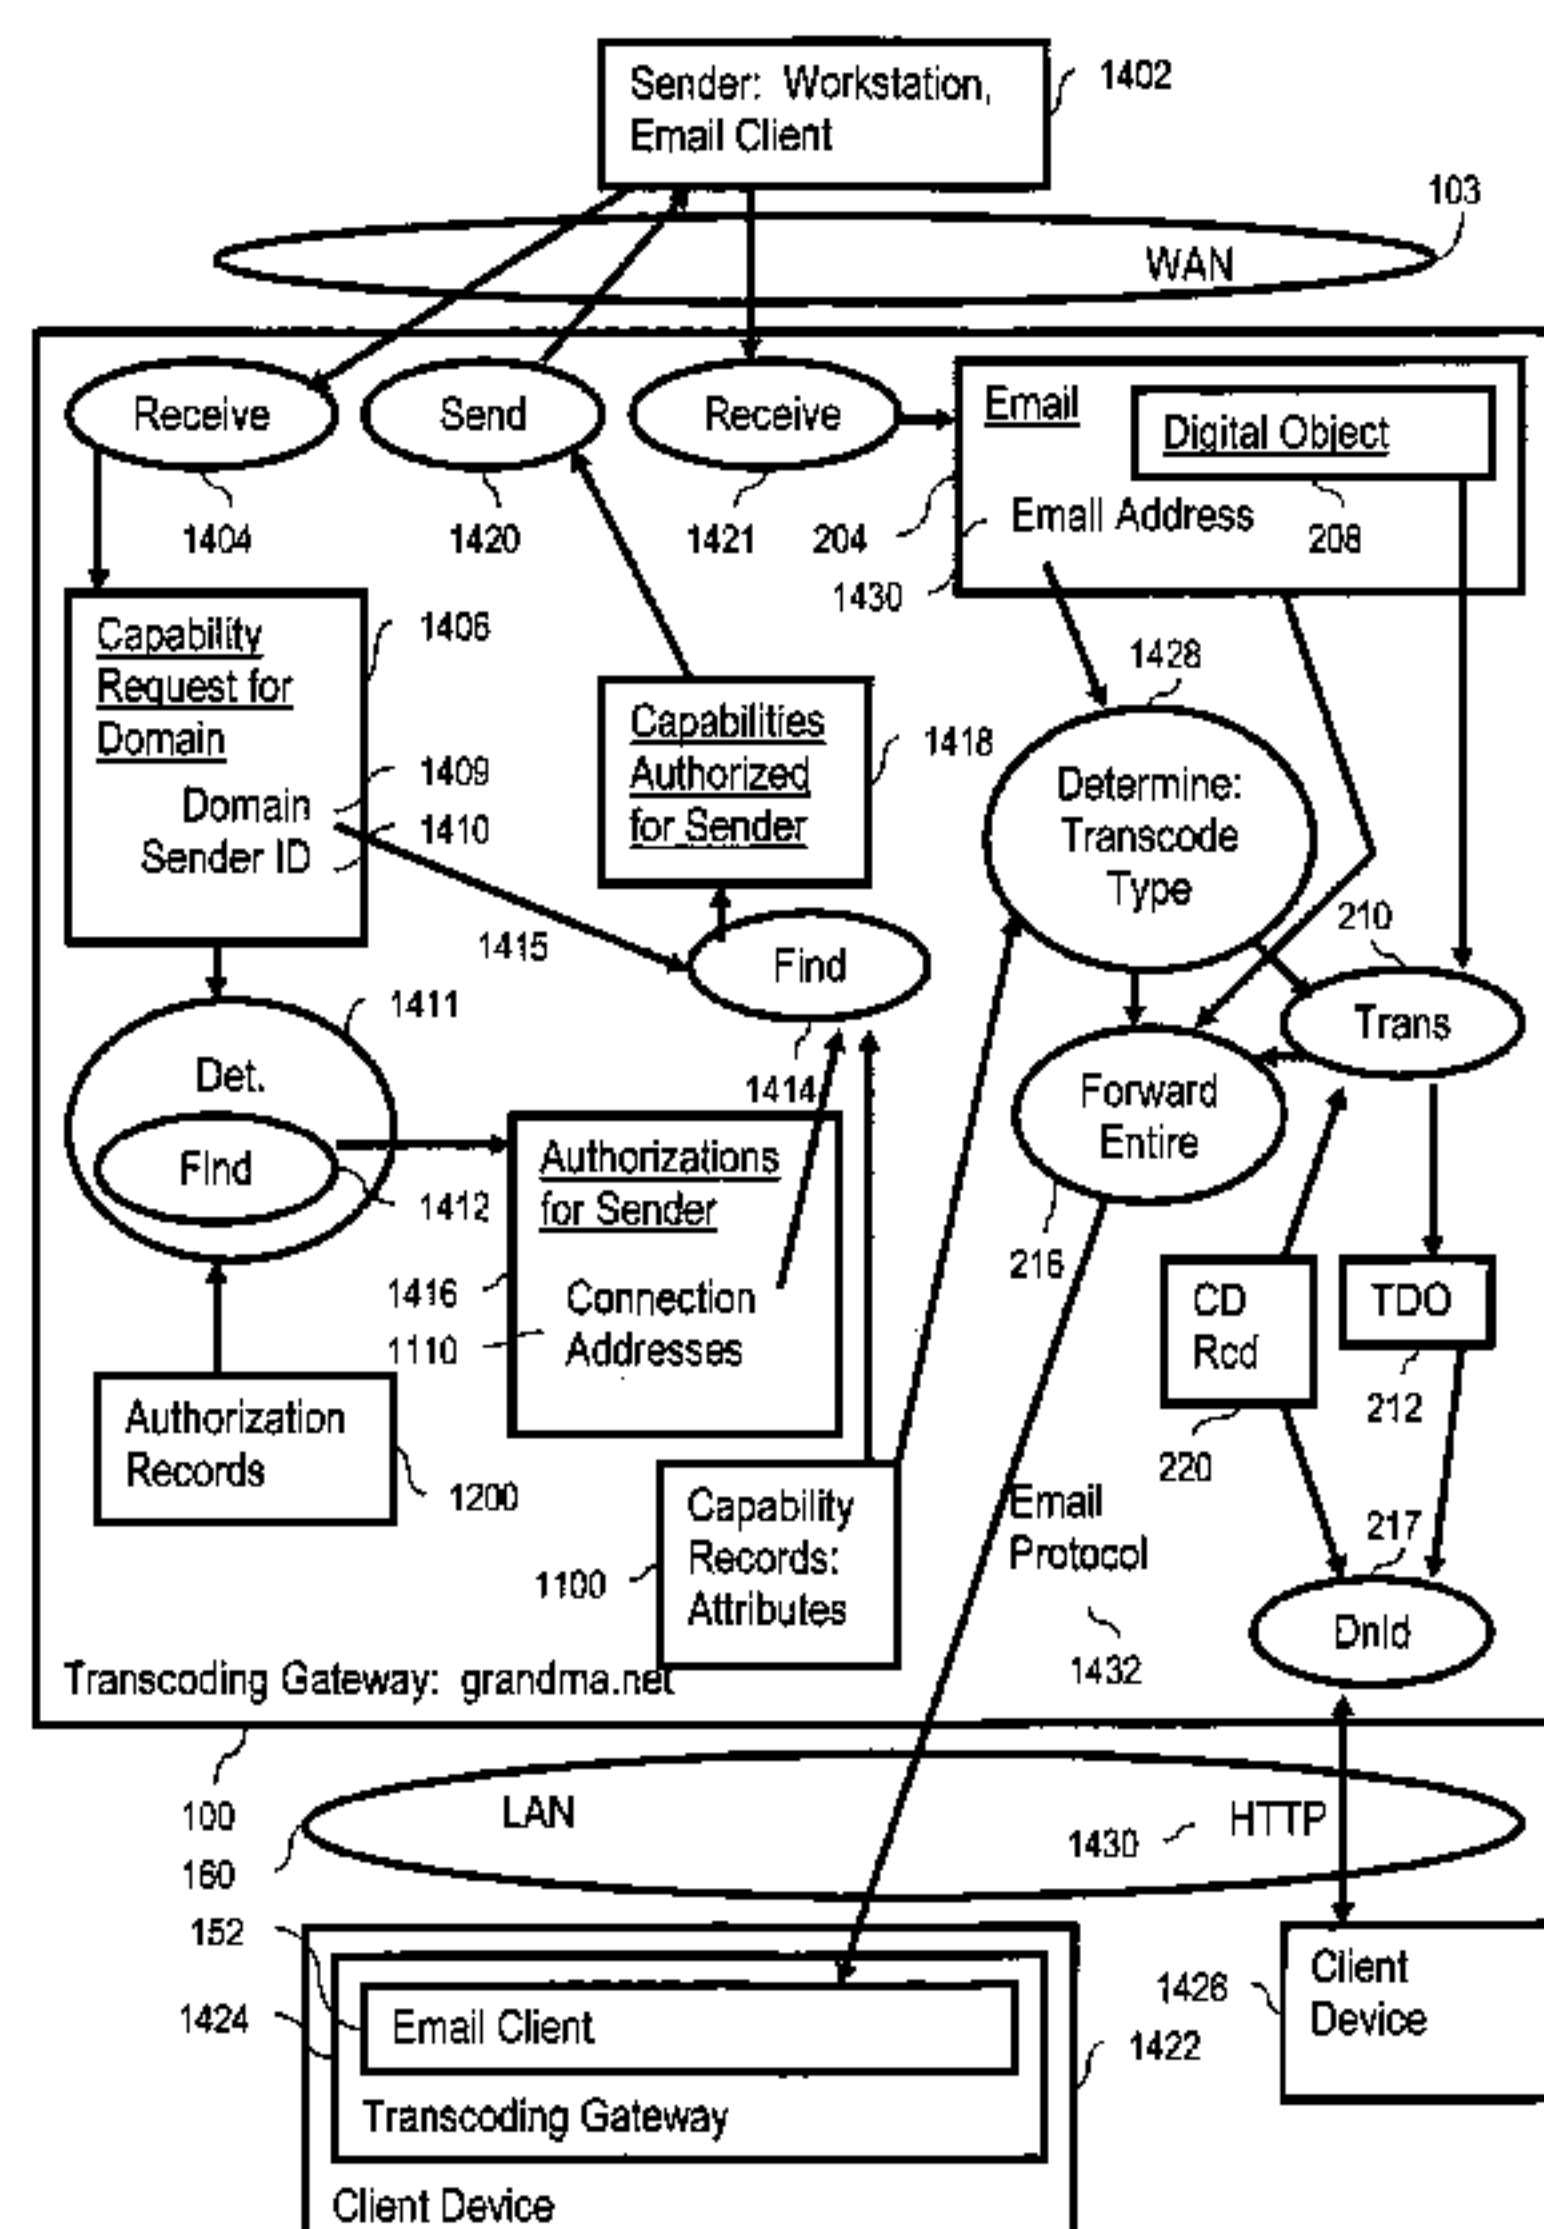 Sender: Workstation,
Email Client
1402
103
WAN
Receive
Send
Receive
Email
Digital Object
Email Address
1404
1420
1421
204
208
1430
Capability
Request for
Domain
1406
1409
Domain
1410
Sender ID
Capabilities
Authorized
for Sender
1418
1428
Determine:
Transcode
Type
210
1415
Find
Trans
1411
Det.
1414
Forward
Entire
Find
1412
Authorizations
for Sender
216
1416
Connection
1110
Addresses
CD
Rcd
TDO
212
220
Authorization
Records
1200
Capability
Records:
Attributes
1100
Email
Protocol
217
Dnld
1432
Transcoding Gateway: grandma.net
100
LAN
HTTP
1430
160
152
1424
Email Client
1422
1426
Client
Device
Transcoding Gateway
Client Device